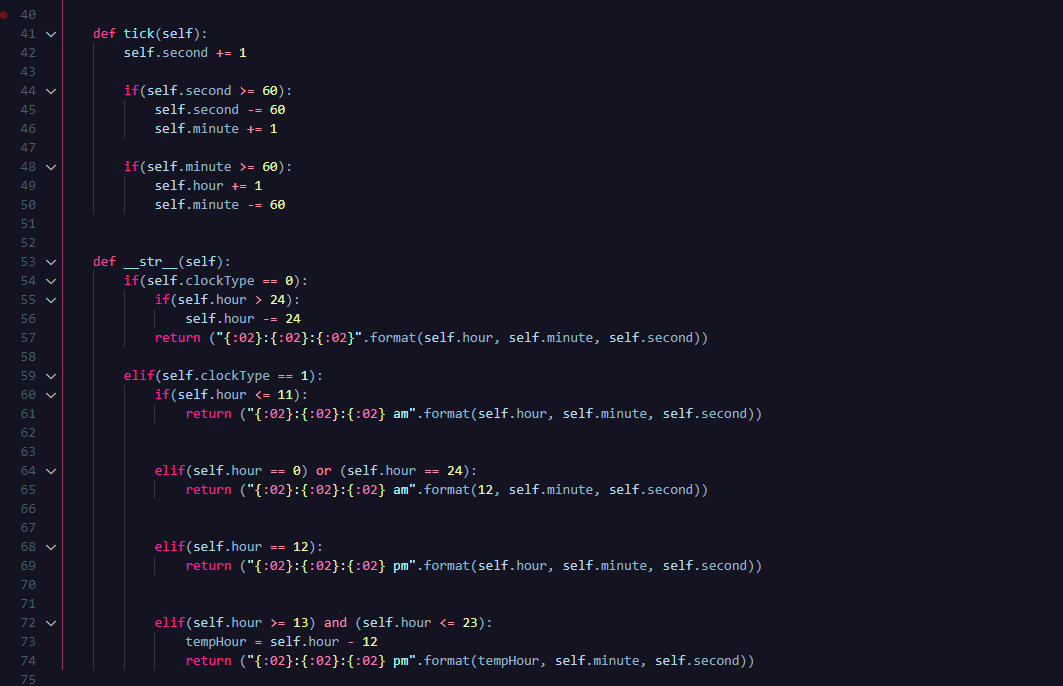 40
41 def tick(self):
42 self.second += 1
43
44 if(self.second >= 60):
45 self.second -= 60
46 self.minute += 1
47
48 if(self.minute >= 60):
49 self.hour += 1
50 self.minute -= 60
51
52
53 def __str__(self):
54 if(self.clockType == 0):
55 if(self.hour > 24):
56 self.hour -= 24
57 return ("{:02}:{:02}:{:02}".format(self.hour, self.minute, self.second))
58
59 elif(self.clockType == 1):
60 if(self.hour <= 11):
61 return ("{:02}:{:02}:{:02} am".format(self.hour, self.minute, self.second))
62
63
64 elif(self.hour == 0) or (self.hour == 24):
65 return ("{:02}:{:02}:{:02} am".format(12, self.minute, self.second))
66
67
68 elif(self.hour == 12):
69 return ("{:02}:{:02}:{:02} pm".format(self.hour, self.minute, self.second))
70
71
72 elif(self.hour >= 13) and (self.hour <= 23):
73 tempHour = self.hour - 12
74 return ("{:02}:{:02}:{:02} pm".format(tempHour, self.minute, self.second))
75